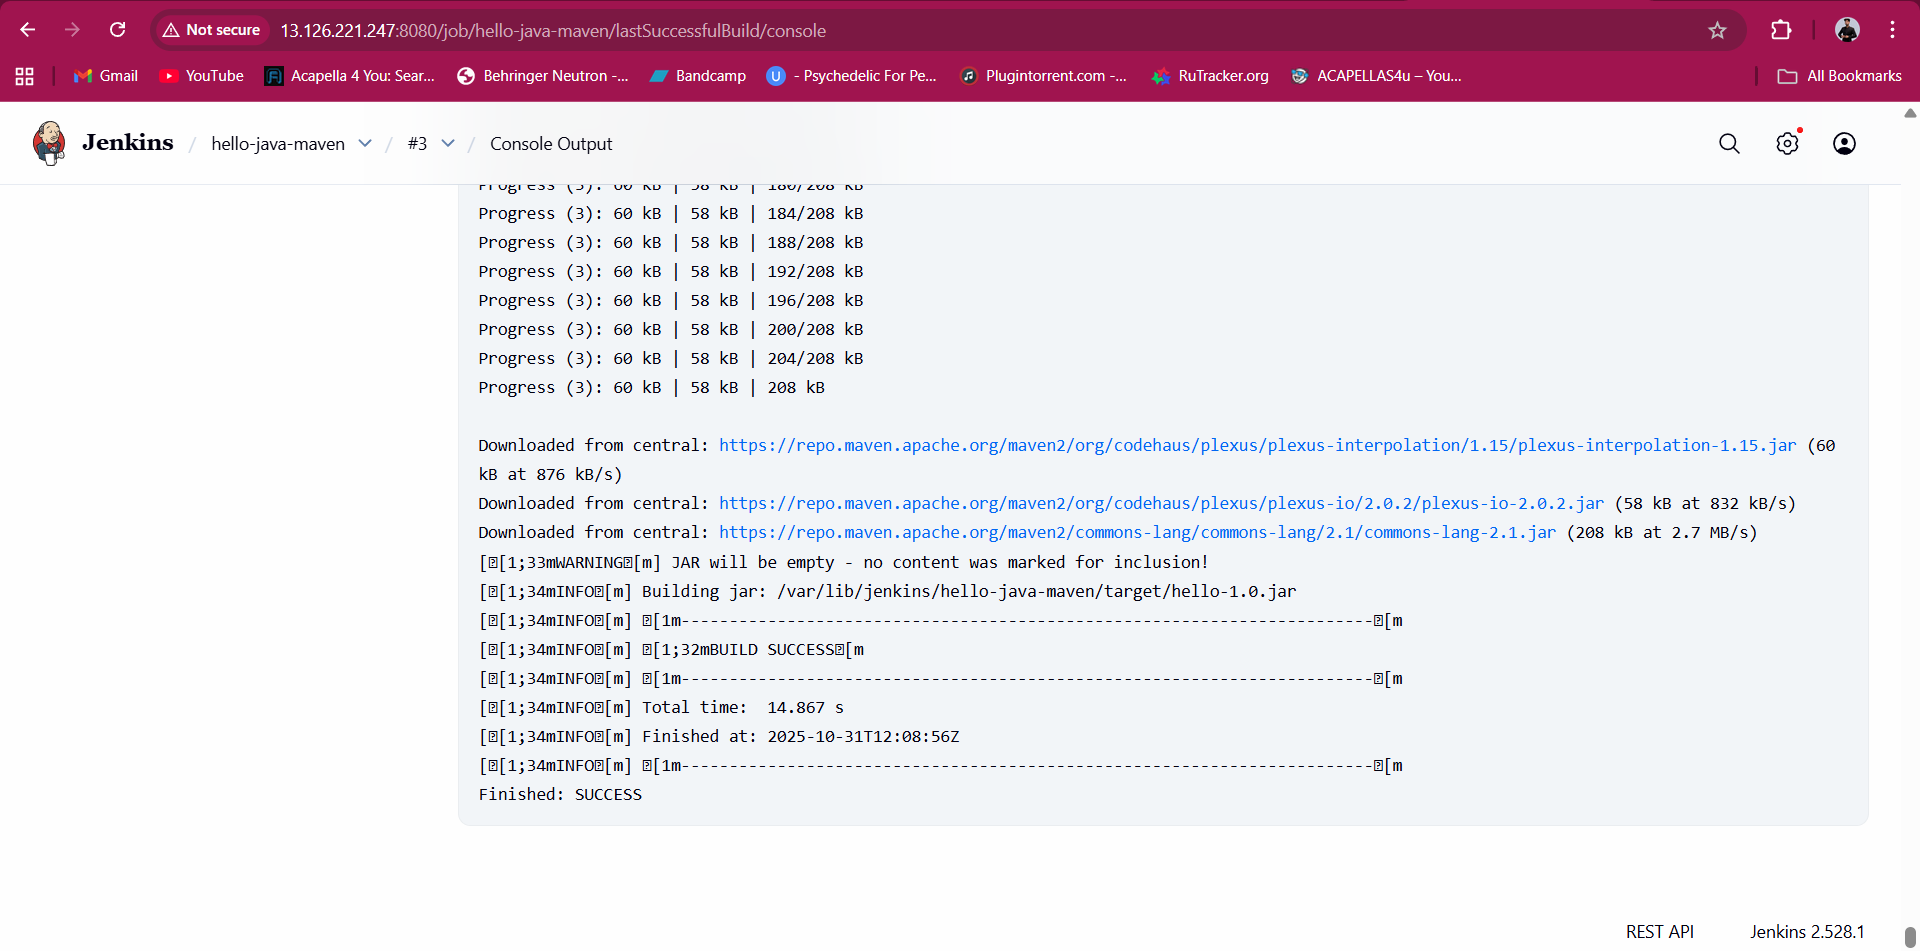 Not secure 13.126.221.247:8080/job/hello-java-maven/lastSuccessfulBuild/console
Gmail YouTube Acapella 4 You: Sear... Behringer Neutron -... Bandcamp U - Psychedelic For Pe... Plugintorrent.com -... RuTracker.org ACAPELLAS4u – You... All Bookmarks
Jenkins / hello-java-maven / #3 / Console Output
Progress (3): 60 kB | 58 kB | 180/208 kB
Progress (3): 60 kB | 58 kB | 184/208 kB
Progress (3): 60 kB | 58 kB | 188/208 kB
Progress (3): 60 kB | 58 kB | 192/208 kB
Progress (3): 60 kB | 58 kB | 196/208 kB
Progress (3): 60 kB | 58 kB | 200/208 kB
Progress (3): 60 kB | 58 kB | 204/208 kB
Progress (3): 60 kB | 58 kB | 208 kB
Downloaded from central: https://repo.maven.apache.org/maven2/org/codehaus/plexus/plexus-interpolation/1.15/plexus-interpolation-1.15.jar (60
kB at 876 kB/s)
Downloaded from central: https://repo.maven.apache.org/maven2/org/codehaus/plexus/plexus-io/2.0.2/plexus-io-2.0.2.jar (58 kB at 832 kB/s)
Downloaded from central: https://repo.maven.apache.org/maven2/commons-lang/commons-lang/2.1/commons-lang-2.1.jar (208 kB at 2.7 MB/s)
[�[1;33mWARNING�[m] JAR will be empty - no content was marked for inclusion!
[�[1;34mINFO�[m] Building jar: /var/lib/jenkins/hello-java-maven/target/hello-1.0.jar
[�[1;34mINFO�[m] �[1m------------------------------------------------------------------------�[m
[�[1;34mINFO�[m] �[1;32mBUILD SUCCESS�[m
[�[1;34mINFO�[m] �[1m------------------------------------------------------------------------�[m
[�[1;34mINFO�[m] Total time:  14.867 s
[�[1;34mINFO�[m] Finished at: 2025-10-31T12:08:56Z
[�[1;34mINFO�[m] �[1m------------------------------------------------------------------------�[m
Finished: SUCCESS
REST API Jenkins 2.528.1